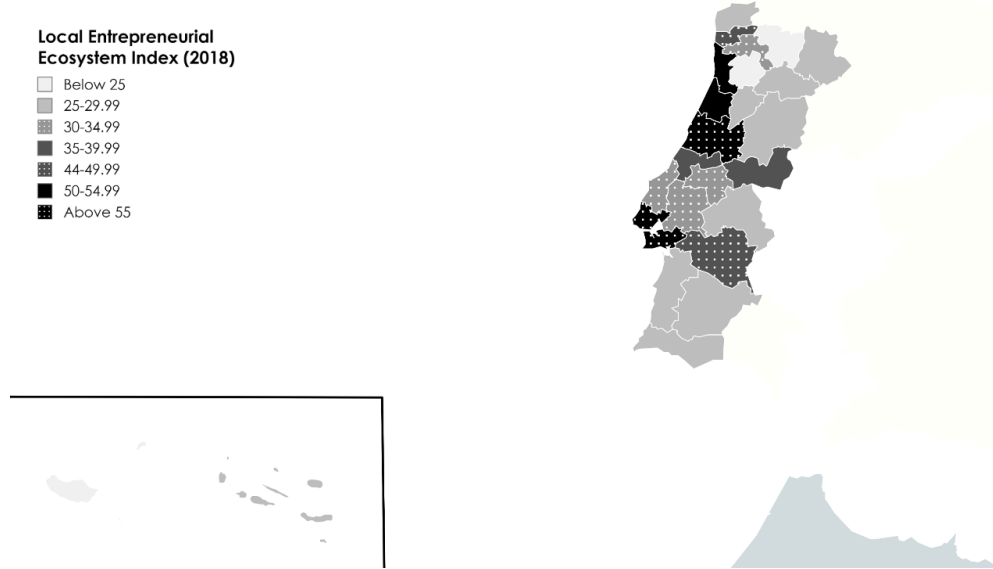 Local Entrepreneurial
Ecosystem Index (2018)
Below 25
25-29.99
30-34.99
35-39.99
44-49.99
50-54.99
Above 55